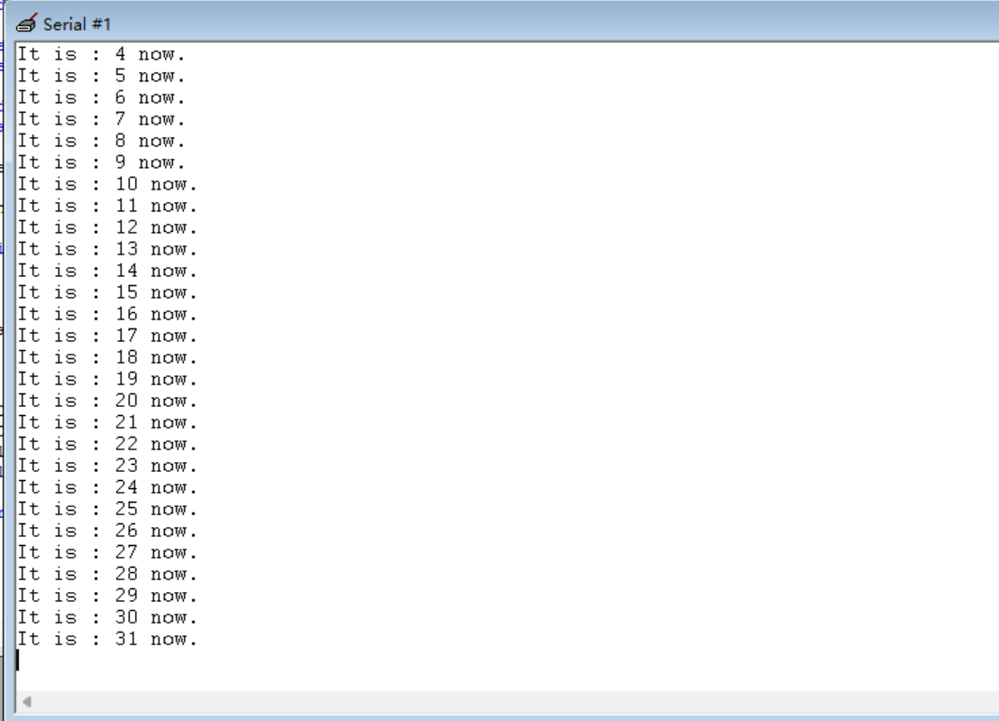 Serial #1
It is : 4 now.
It is : 5 now.
It is : 6 now.
It is : 7 now.
It is : 8 now.
It is : 9 now.
It is : 10 now.
It is : 11 now.
It is : 12 now.
It is : 13 now.
It is : 14 now.
It is : 15 now.
It is : 16 now.
It is : 17 now.
It is : 18 now.
It is : 19 now.
It is : 20 now.
It is : 21 now.
It is : 22 now.
It is : 23 now.
It is : 24 now.
It is : 25 now.
It is : 26 now.
It is : 27 now.
It is : 28 now.
It is : 29 now.
It is : 30 now.
It is : 31 now.